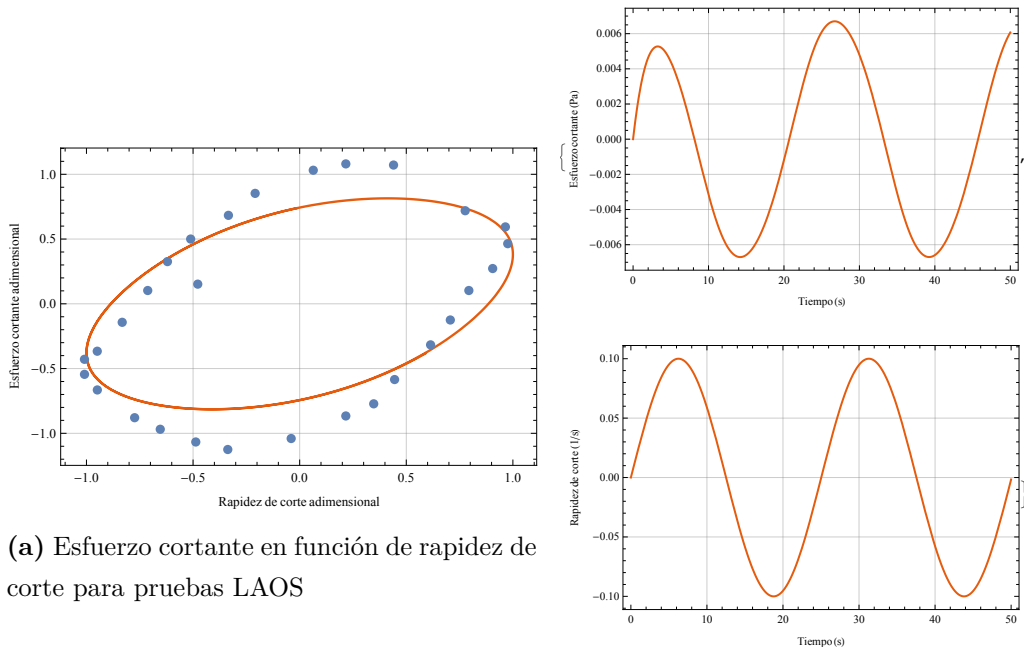 Esfuerzo cortante adimensional
1.0
0.5
0.0
−0.5
−1.0
−1.0 −0.5 0.0 0.5 1.0
Rapidez de corte adimensional
(a) Esfuerzo cortante en función de rapidez de
corte para pruebas LAOS
Esfuerzo cortante (Pa)
0.006
0.004
0.002
0.000
−0.002
−0.004
−0.006
0 10 20 30 40 50
Tiempo (s)
Rapidez de corte (1/s)
0.10
0.05
0.00
−0.05
−0.10
0 10 20 30 40 50
Tiempo (s)